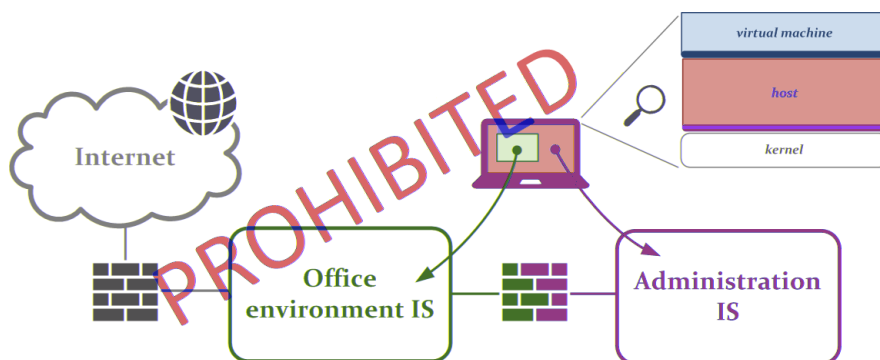 virtual machine
host
kernel
Internet
PROHIBITED
Office
environment IS
Administration
IS